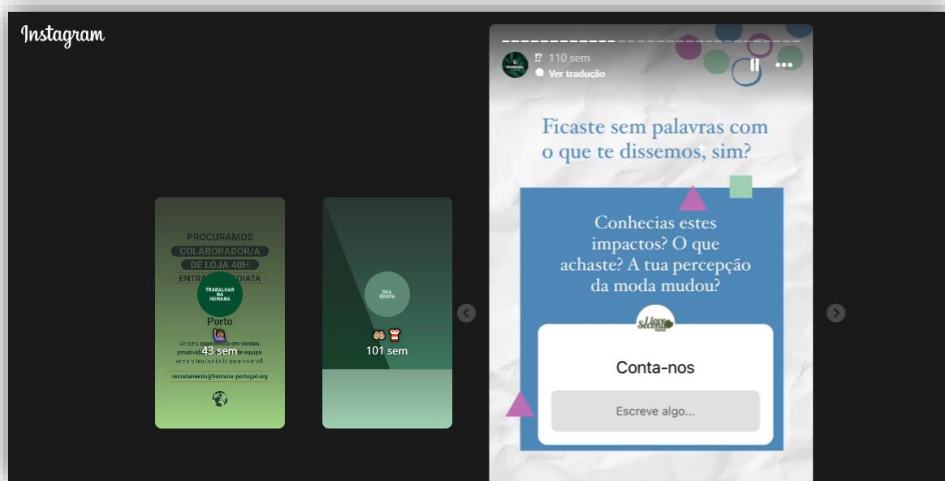 Instagram
PROCURAMOS
COLABORADOR/A
DE LOJA 40H
TRABALHAR
NA
HUMANA
Porto
43 sem
recrutamento@humana-portugal.org
101 sem
110 sem
Ver tradução
Ficaste sem palavras com
o que te dissemos, sim?
Conhecias estes
impactos? O que
achaste? A tua percepção
da moda mudou?
I love
Second
Conta-nos
Escreve algo...